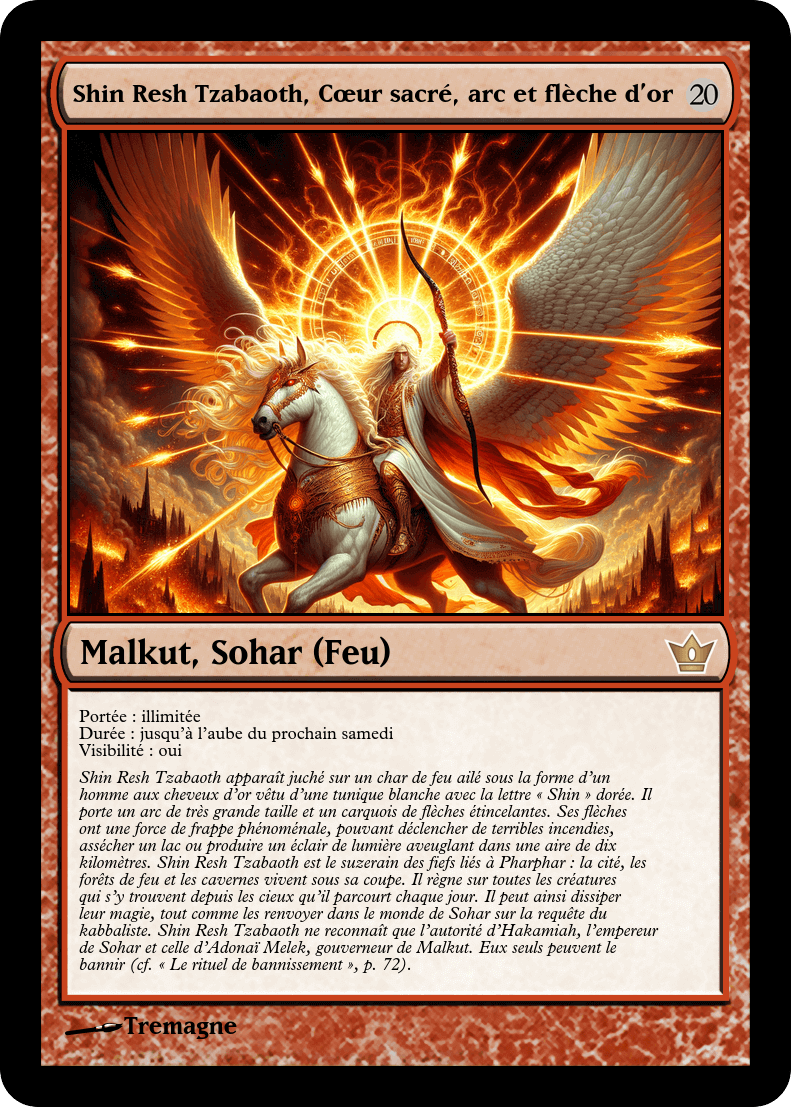 Shin Resh Tzabaoth, Cœur sacré, arc et flèche d'or 20
Malkut, Sohar (Feu)
Portée : illimitée
Durée : jusqu'à l'aube du prochain samedi
Visibilité : oui
Shin Resh Tzabaoth apparaît juché sur un char de feu ailé sous la forme d'un
homme aux cheveux d'or vêtu d'une tunique blanche avec la lettre « Shin » dorée. Il
porte un arc de très grande taille et un carquois de flèches étincelantes. Ses flèches
ont une force de frappe phénoménale, pouvant déclencher de terribles incendies,
assécher un lac ou produire un éclair de lumière aveuglant dans une aire de dix
kilomètres. Shin Resh Tzabaoth est le suzerain des fiefs liés à Pharphar : la cité, les
forêts de feu et les cavernes vivent sous sa coupe. Il règne sur toutes les créatures
qui s'y trouvent depuis les cieux qu'il parcourt chaque jour. Il peut ainsi dissiper
leur magie, tout comme les renvoyer dans le monde de Sohar sur la requête du
kabbaliste. Shin Resh Tzabaoth ne reconnaît que l'autorité d'Hakamiah, l'empereur
de Sohar et celle d'Adonaï Melek, gouverneur de Malkut. Eux seuls peuvent le
bannir (cf. « Le rituel de bannissement », p. 72).
Tremagne